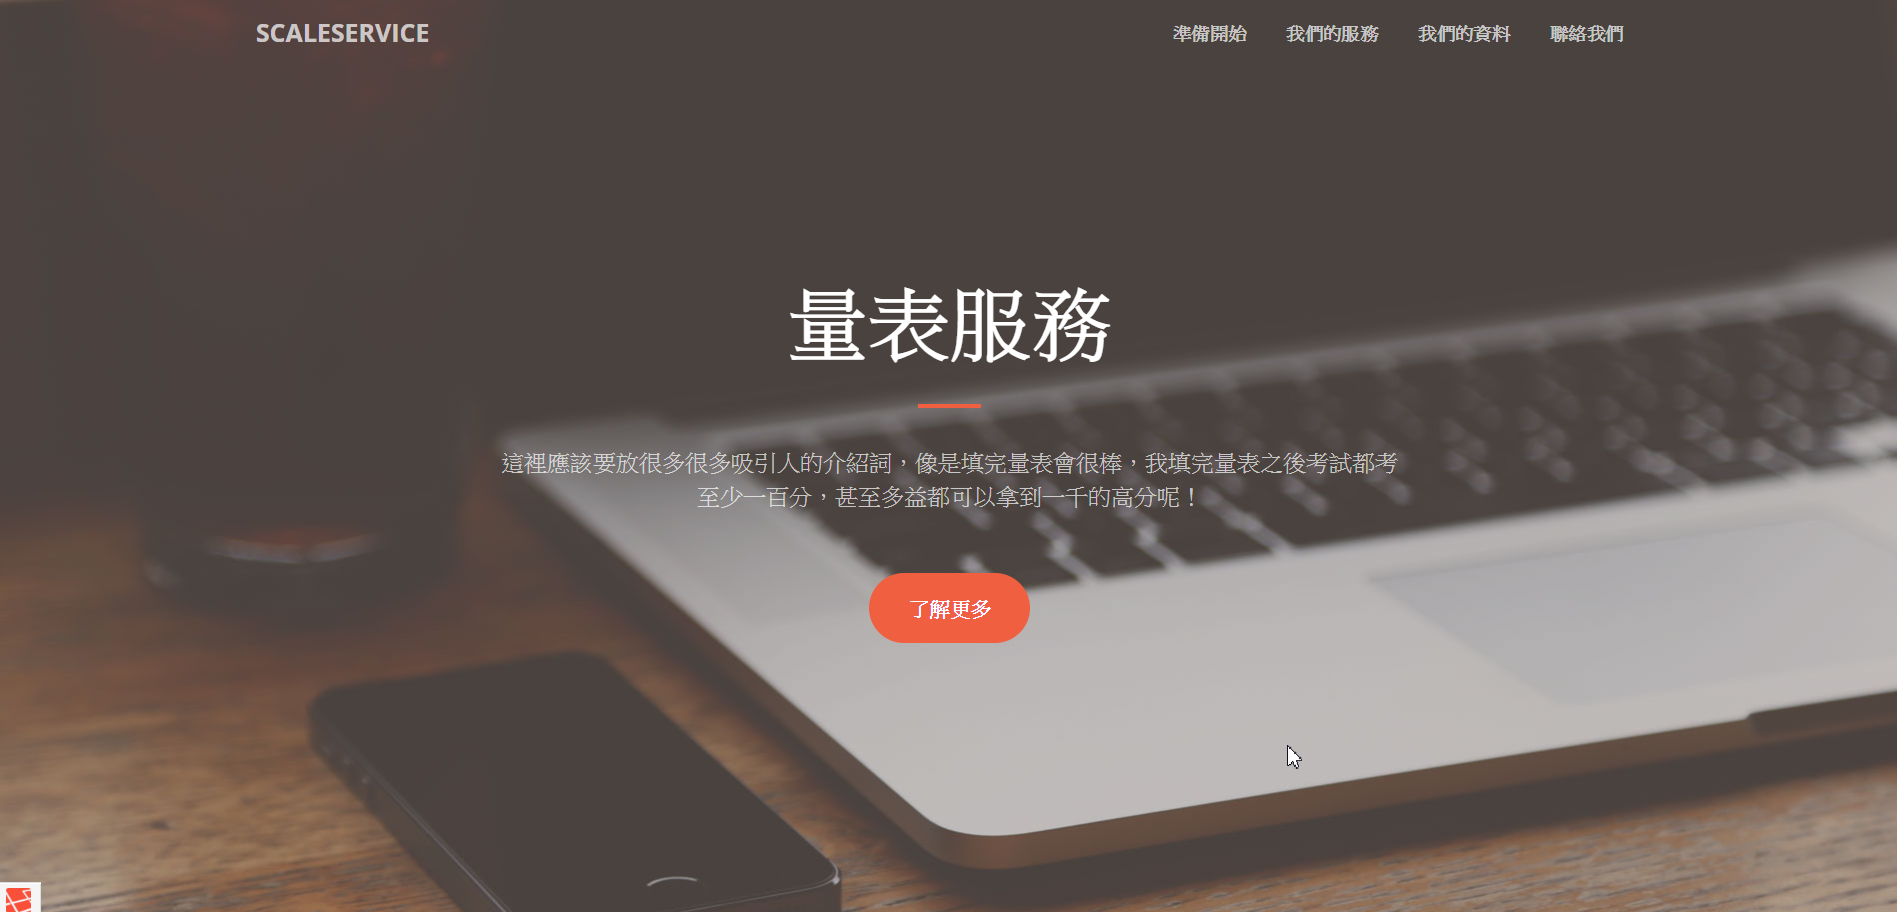 SCALESERVICE
準備開始
我們的服務
我們的資料
聯絡我們
量表服務
這裡應該要放很多很多吸引人的介紹詞，像是填完量表會很棒，我填完量表之後考試都考
至少一百分，甚至多益都可以拿到一千的高分呢！
了解更多